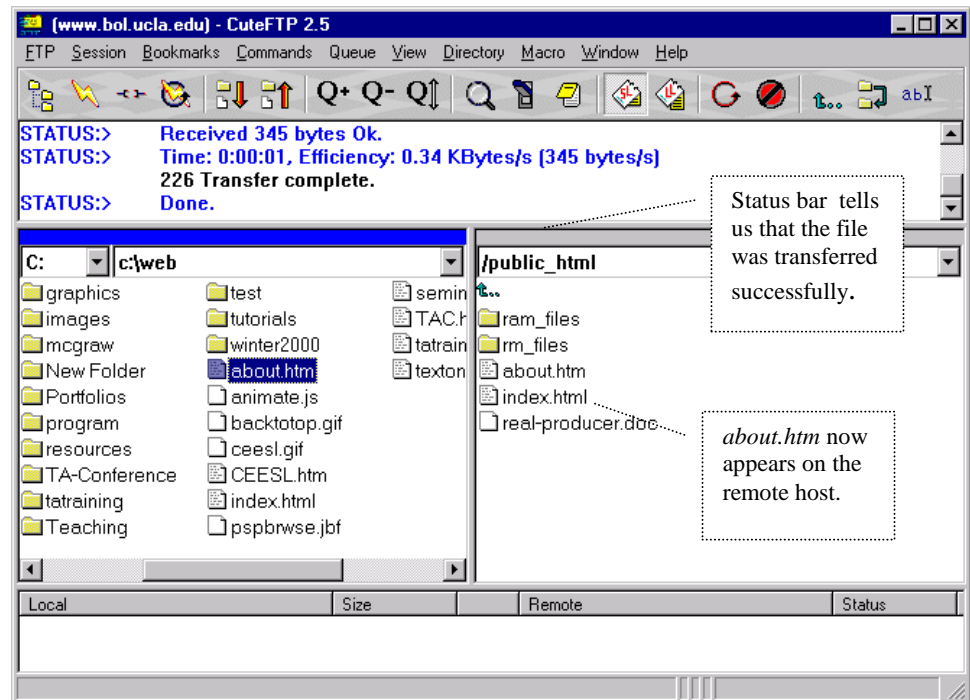 (www.bol.ucla.edu) - CuteFTP 2.5
FTP Session Bookmarks Commands Queue View Directory Macro Window Help
Q+ Q- Q SL UL t... abI
STATUS:> Received 345 bytes Ok.
STATUS:> Time: 0:00:01, Efficiency: 0.34 KBytes/s (345 bytes/s)
226 Transfer complete.
STATUS:> Done.
Status bar tells
us that the file
was transferred
successfully.
C: c:\web
graphics
images
mcgraw
New Folder
Portfolios
program
resources
TA-Conference
tatraining
Teaching
test
tutorials
winter2000
about.htm
animate.js
backtotop.gif
ceesl.gif
CEESL.htm
index.html
pspbrwse.jbf
semin
TAC.h
tatrain
texton
/public_html
t...
ram_files
rm_files
about.htm
index.html
real-producer.doc
about.htm now
appears on the
remote host.
Local Size Remote Status